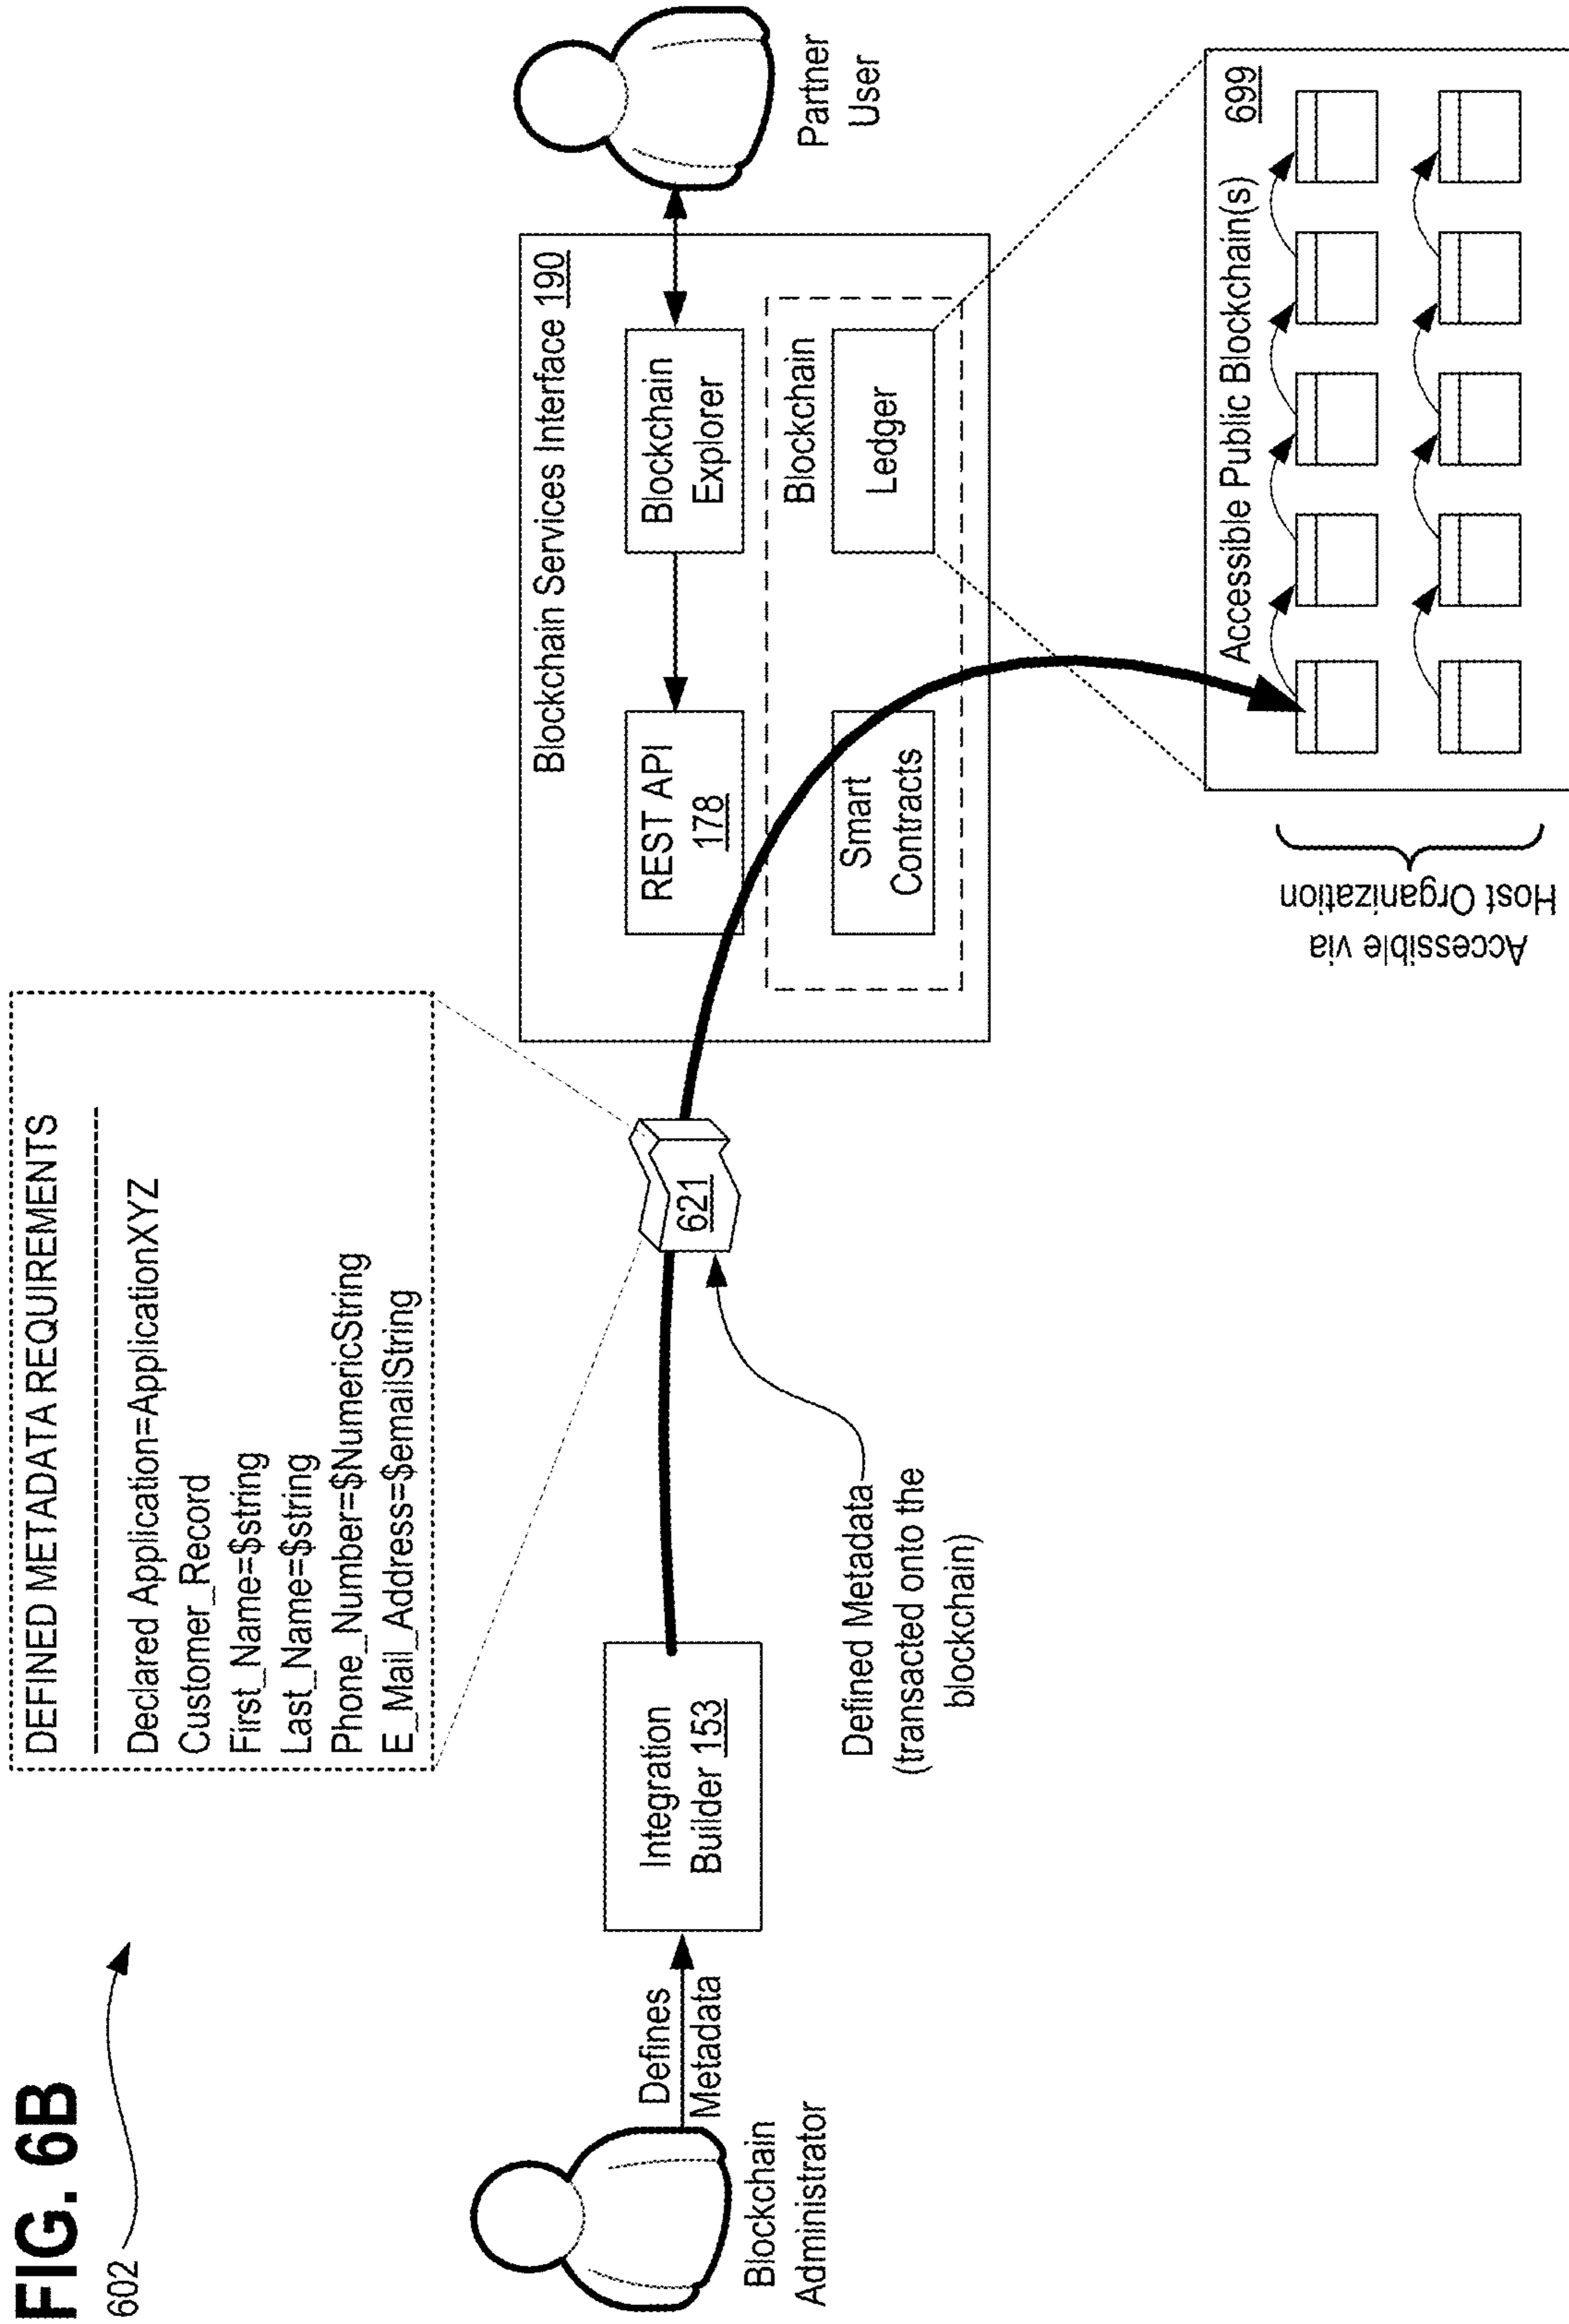 FIG. 6B
602
DEFINED METADATA REQUIREMENTS
Declared Application=ApplicationXYZ
Customer_Record
First_Name=$string
Last_Name=$string
Phone_Number=$NumericString
E_Mail_Address=$emailString
Blockchain
Administrator
Defines
Metadata
Integration
Builder 153
621
Defined Metadata
(transacted onto the
blockchain)
Blockchain Services Interface 190
REST API
178
Blockchain
Explorer
Blockchain
Smart
Contracts
Ledger
Partner
User
Accessible Public Blockchain(s) 699
Accessible via
Host Organization